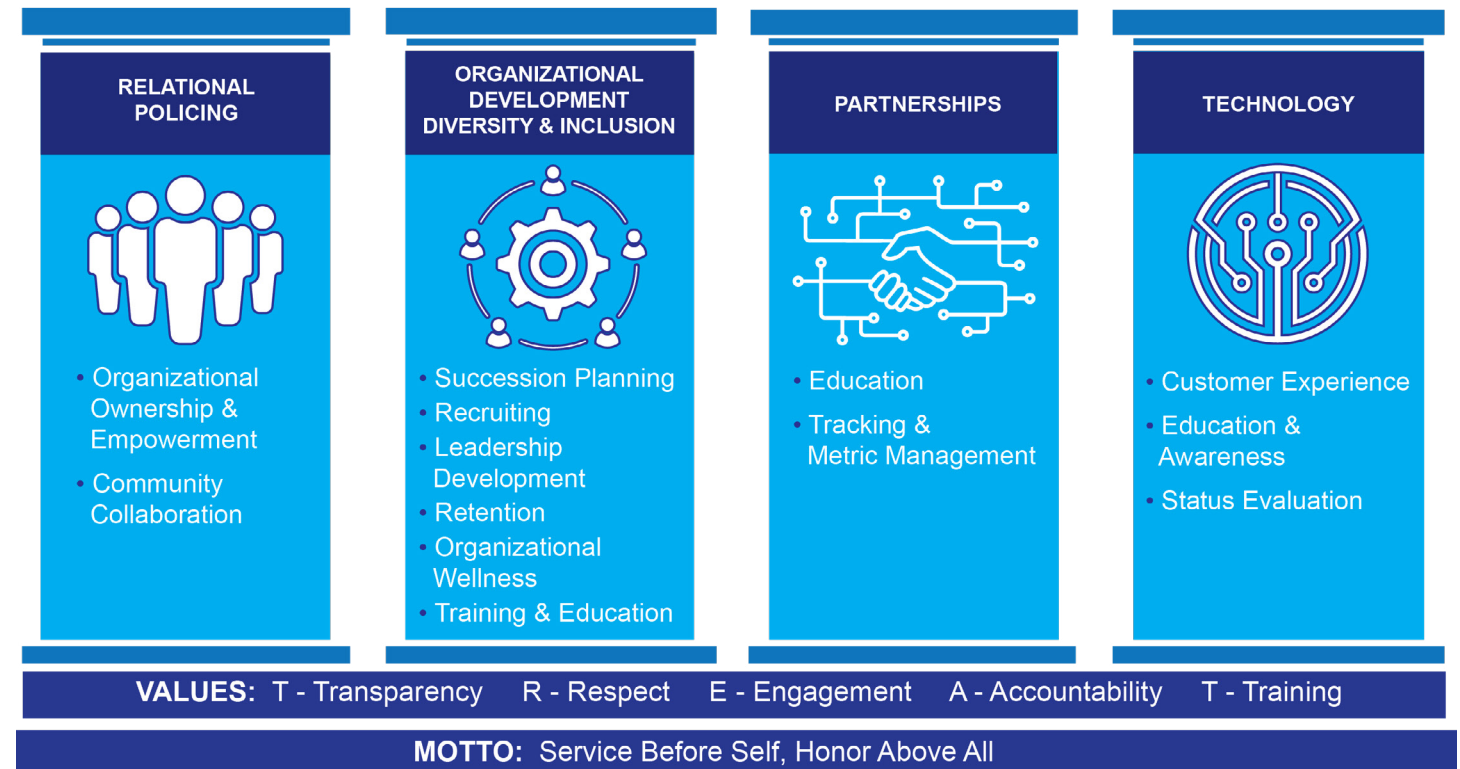 RELATIONAL
POLICING
• Organizational
Ownership &
Empowerment
• Community
Collaboration
ORGANIZATIONAL
DEVELOPMENT
DIVERSITY & INCLUSION
• Succession Planning
• Recruiting
• Leadership
Development
• Retention
• Organizational
Wellness
• Training & Education
PARTNERSHIPS
• Education
• Tracking &
Metric Management
TECHNOLOGY
• Customer Experience
• Education &
Awareness
• Status Evaluation
VALUES: T - Transparency R - Respect E - Engagement A - Accountability T - Training
MOTTO: Service Before Self, Honor Above All